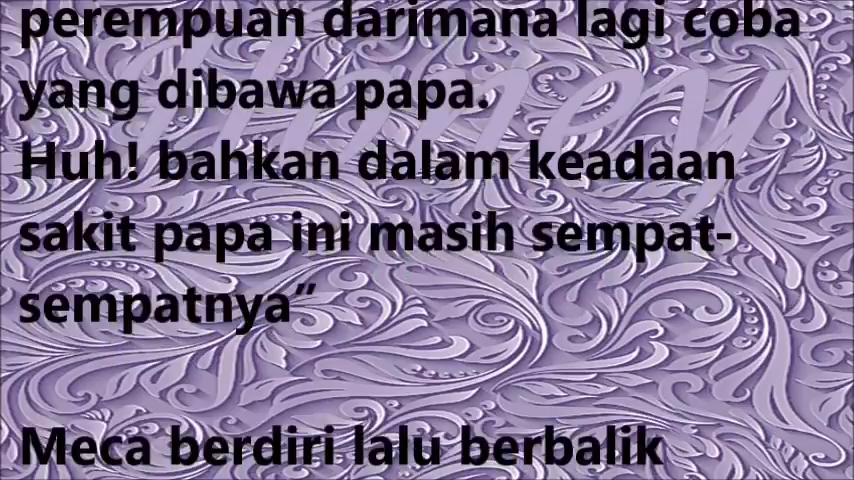 perempuan darimana lagi coba
yang dibawa papa.
Huh! bahkan dalam keadaan
sakit papa ini masih sempat-
sempatnya”
Meca berdiri lalu berbalik